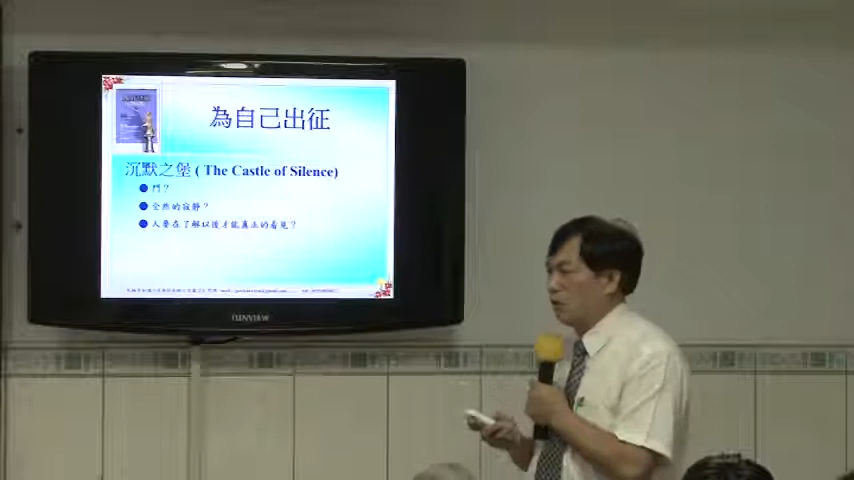 為自己出征
沉默之堡 ( The Castle of Silence)
●門?
●全然的寂靜?
●人要在了解以後才能真正的看見?